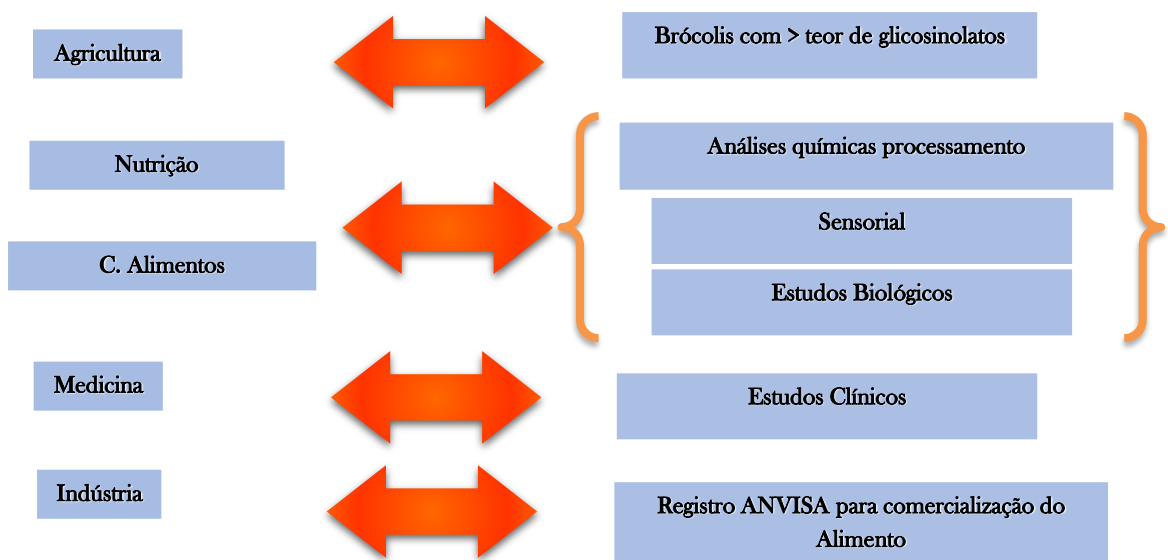 Agricultura
Brócolis com > teor de glicosinolatos
Nutrição
C. Alimentos
Análises químicas processamento
Sensorial
Estudos Biológicos
Medicina
Estudos Clínicos
Indústria
Registro ANVISA para comercialização do
Alimento